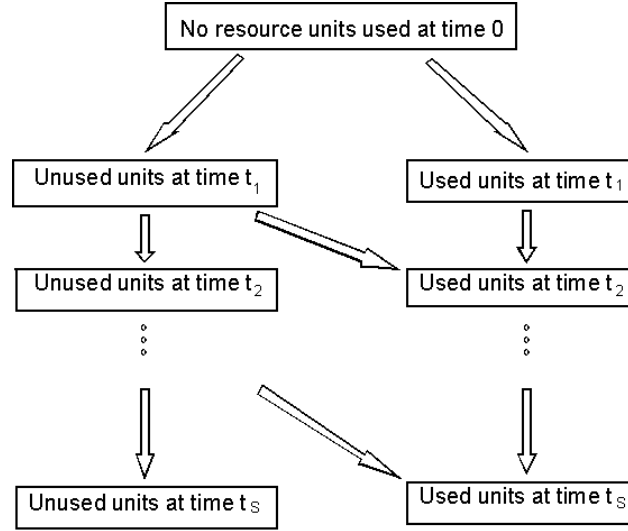 No resource units used at time 0
Unused units at time t₁
Used units at time t₁
Unused units at time t₂
Used units at time t₂
Unused units at time tₛ
Used units at time tₛ